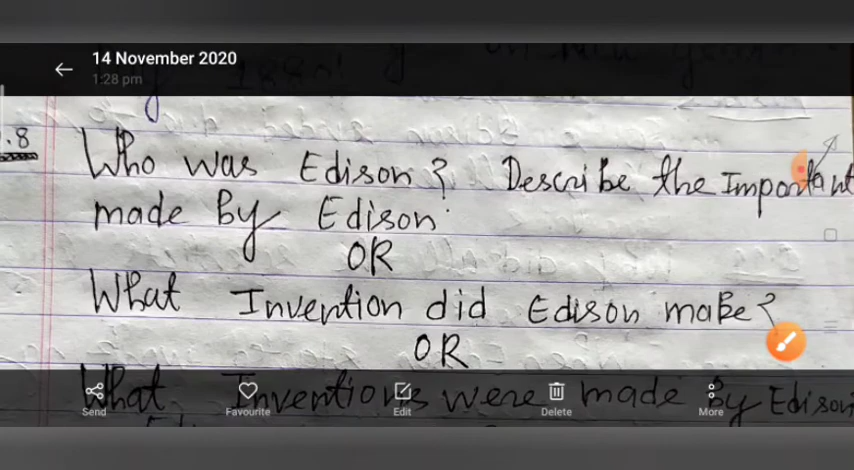 14 November 2020
1:28 pm
.8
Who was Edison? Describe the Important
made By Edison
OR
What Invention did Edison make?
OR
What Inventions were made By Edison
Send
Favourite
Edit
Delete
More